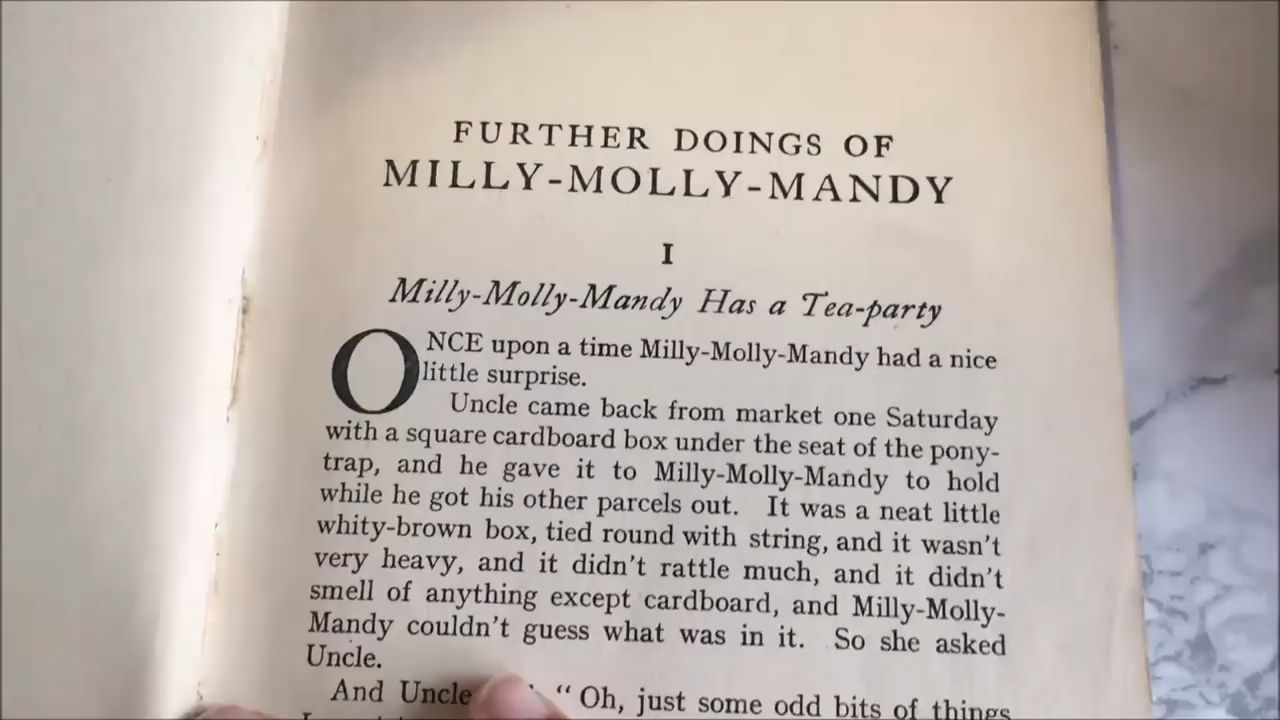 FURTHER DOINGS OF
MILLY-MOLLY-MANDY
I
Milly-Molly-Mandy Has a Tea-party
ONCE upon a time Milly-Molly-Mandy had a nice
little surprise.
Uncle came back from market one Saturday
with a square cardboard box under the seat of the pony-
trap, and he gave it to Milly-Molly-Mandy to hold
while he got his other parcels out. It was a neat little
whity-brown box, tied round with string, and it wasn't
very heavy, and it didn't rattle much, and it didn't
smell of anything except cardboard, and Milly-Molly-
Mandy couldn't guess what was in it. So she asked
Uncle.
And Uncle “ Oh, just some odd bits of things